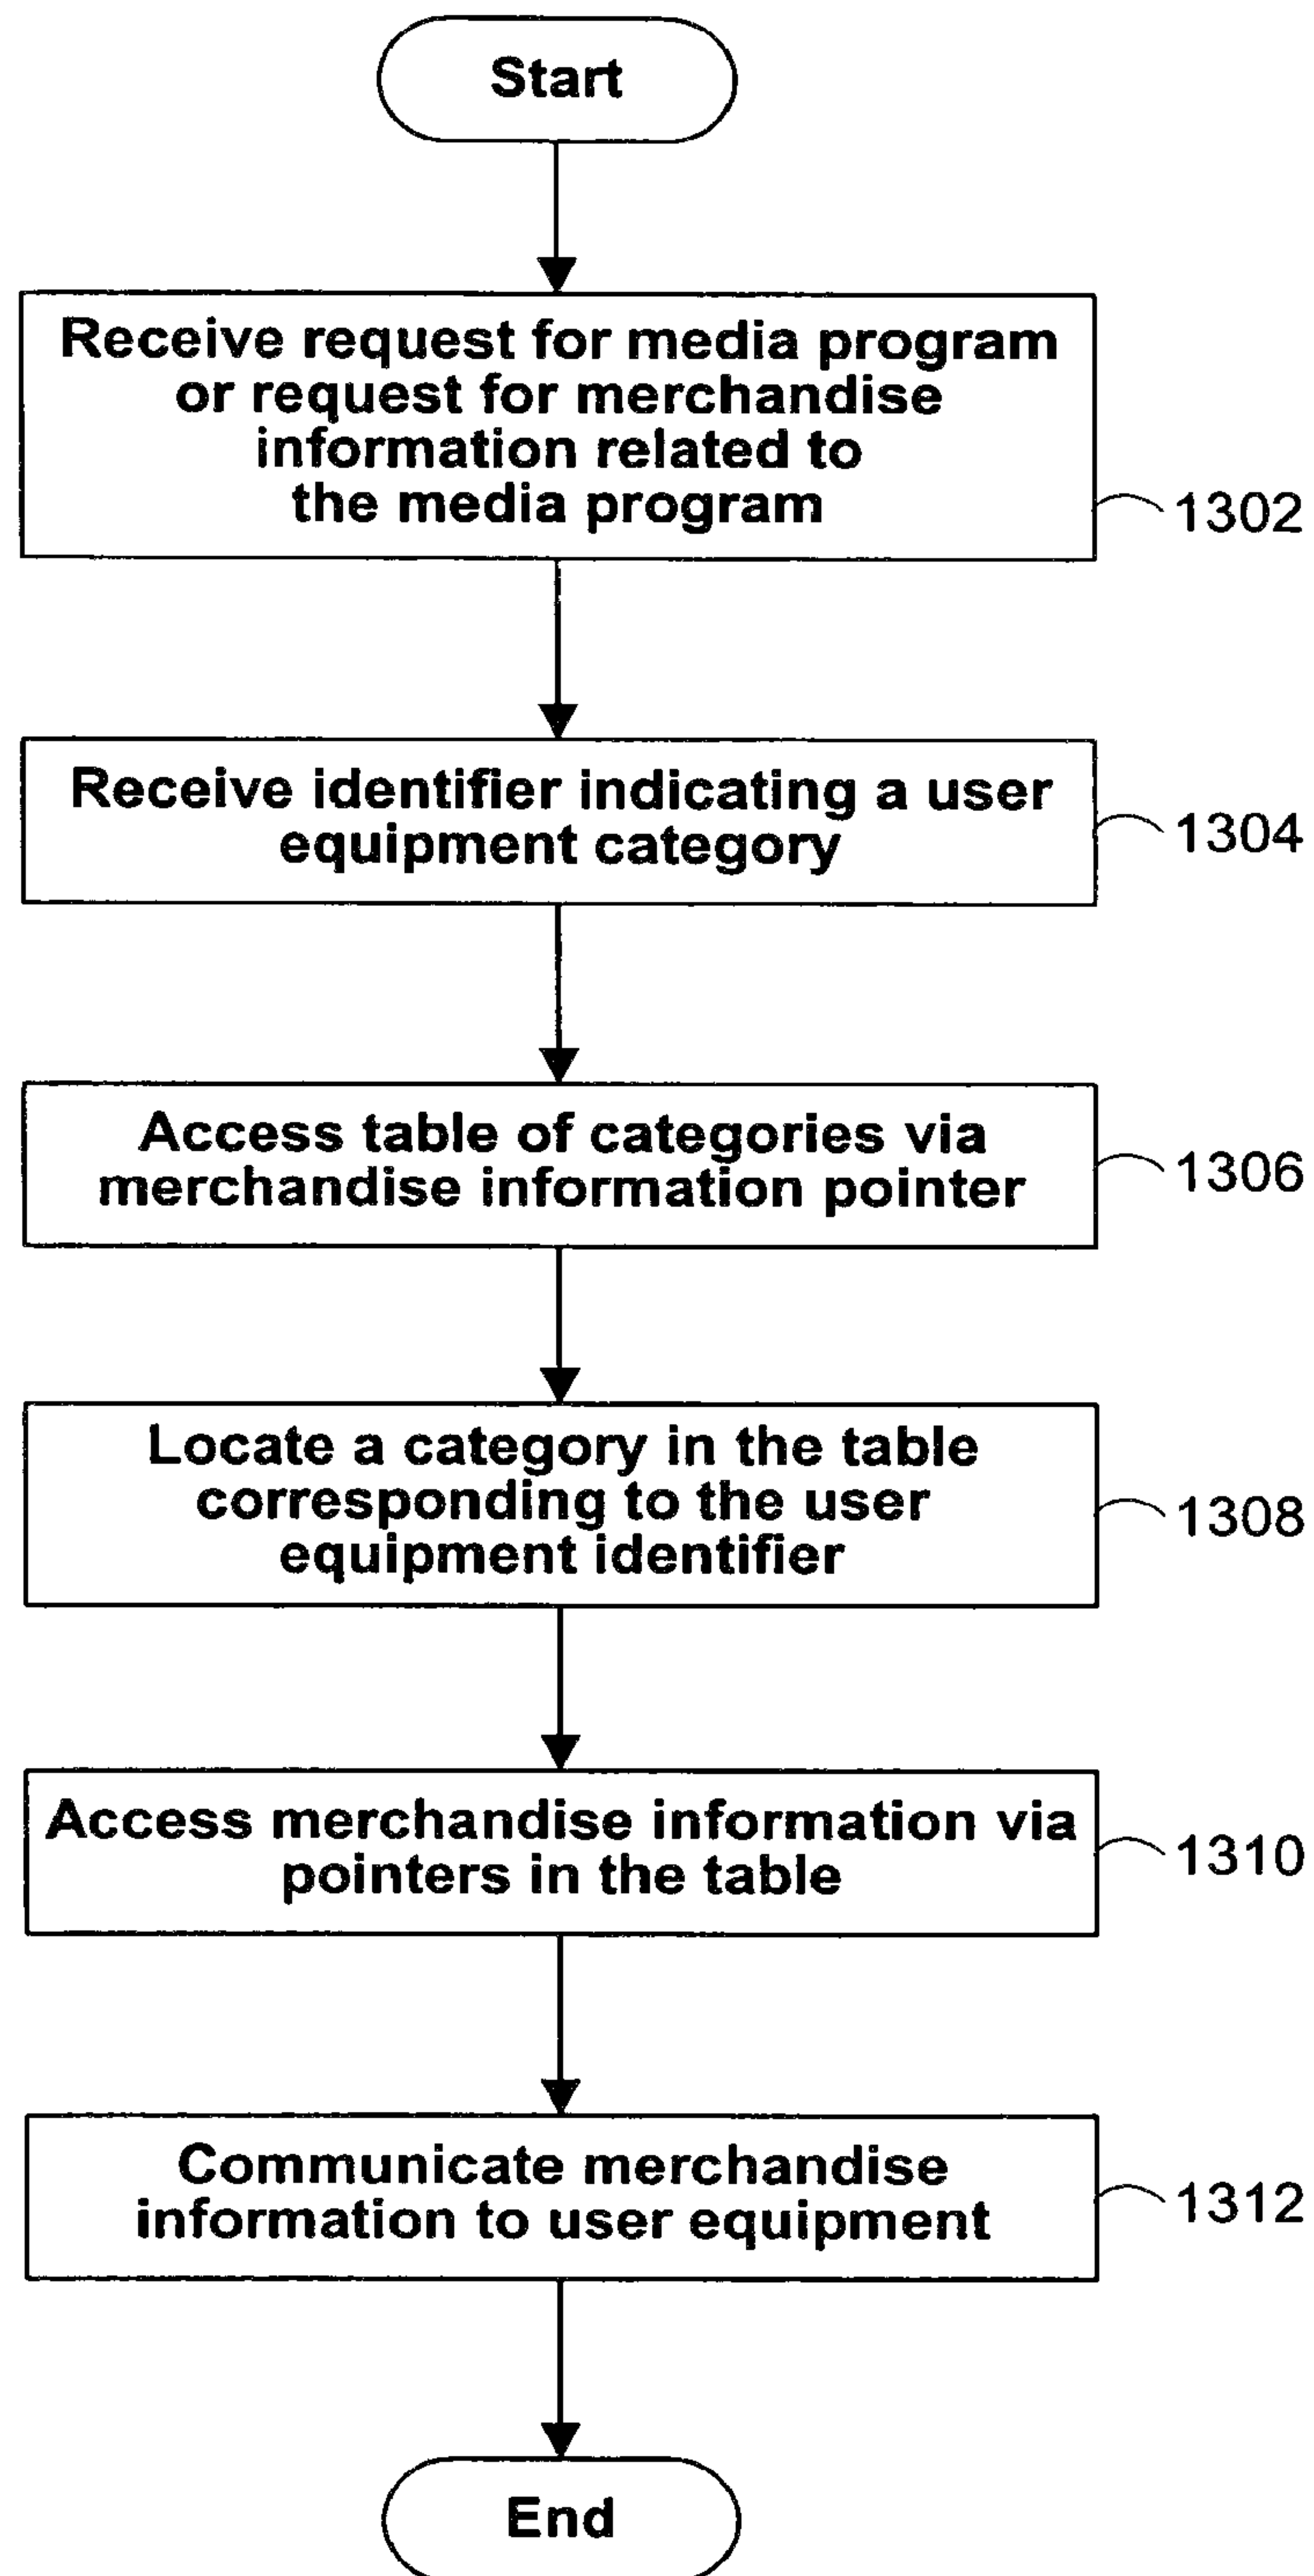 Start
Receive request for media program
or request for merchandise
information related to
the media program
1302
Receive identifier indicating a user
equipment category
1304
Access table of categories via
merchandise information pointer
1306
Locate a category in the table
corresponding to the user
equipment identifier
1308
Access merchandise information via
pointers in the table
1310
Communicate merchandise
information to user equipment
1312
End